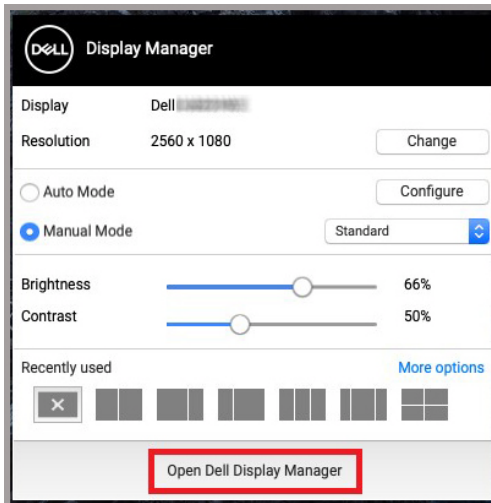 DELL Display Manager
Display Dell
Resolution 2560 x 1080 Change
Auto Mode Configure
Manual Mode Standard
Brightness 66%
Contrast 50%
Recently used More options
Open Dell Display Manager